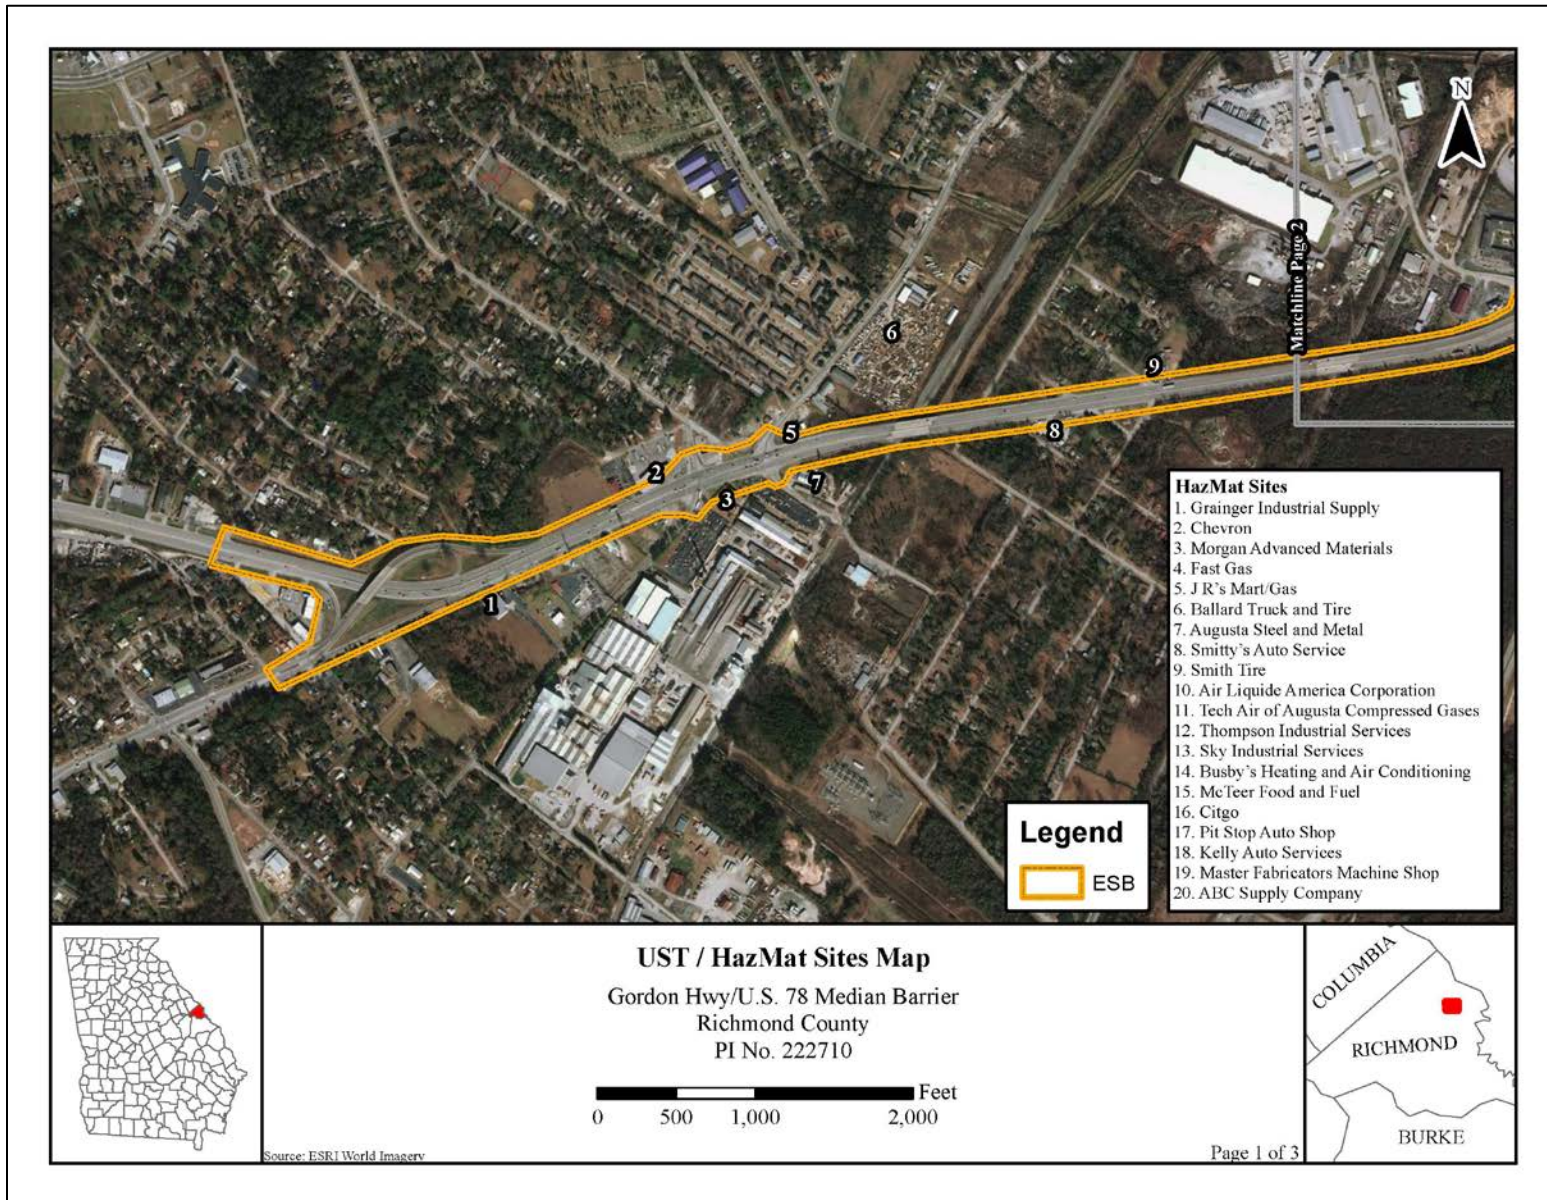 N
Matchline Page 2
6
9
5
8
2
7
3
1
HazMat Sites
1. Grainger Industrial Supply
2. Chevron
3. Morgan Advanced Materials
4. Fast Gas
5. J R's Mart/Gas
6. Ballard Truck and Tire
7. Augusta Steel and Metal
8. Smitty's Auto Service
9. Smith Tire
10. Air Liquide America Corporation
11. Tech Air of Augusta Compressed Gases
12. Thompson Industrial Services
13. Sky Industrial Services
14. Busby's Heating and Air Conditioning
15. McTeer Food and Fuel
16. Citgo
17. Pit Stop Auto Shop
18. Kelly Auto Services
19. Master Fabricators Machine Shop
20. ABC Supply Company
Legend
ESB
UST / HazMat Sites Map
Gordon Hwy/U.S. 78 Median Barrier
Richmond County
PI No. 222710
Feet
0 500 1,000 2,000
Source: ESRI World Imagery
Page 1 of 3
COLUMBIA
RICHMOND
BURKE